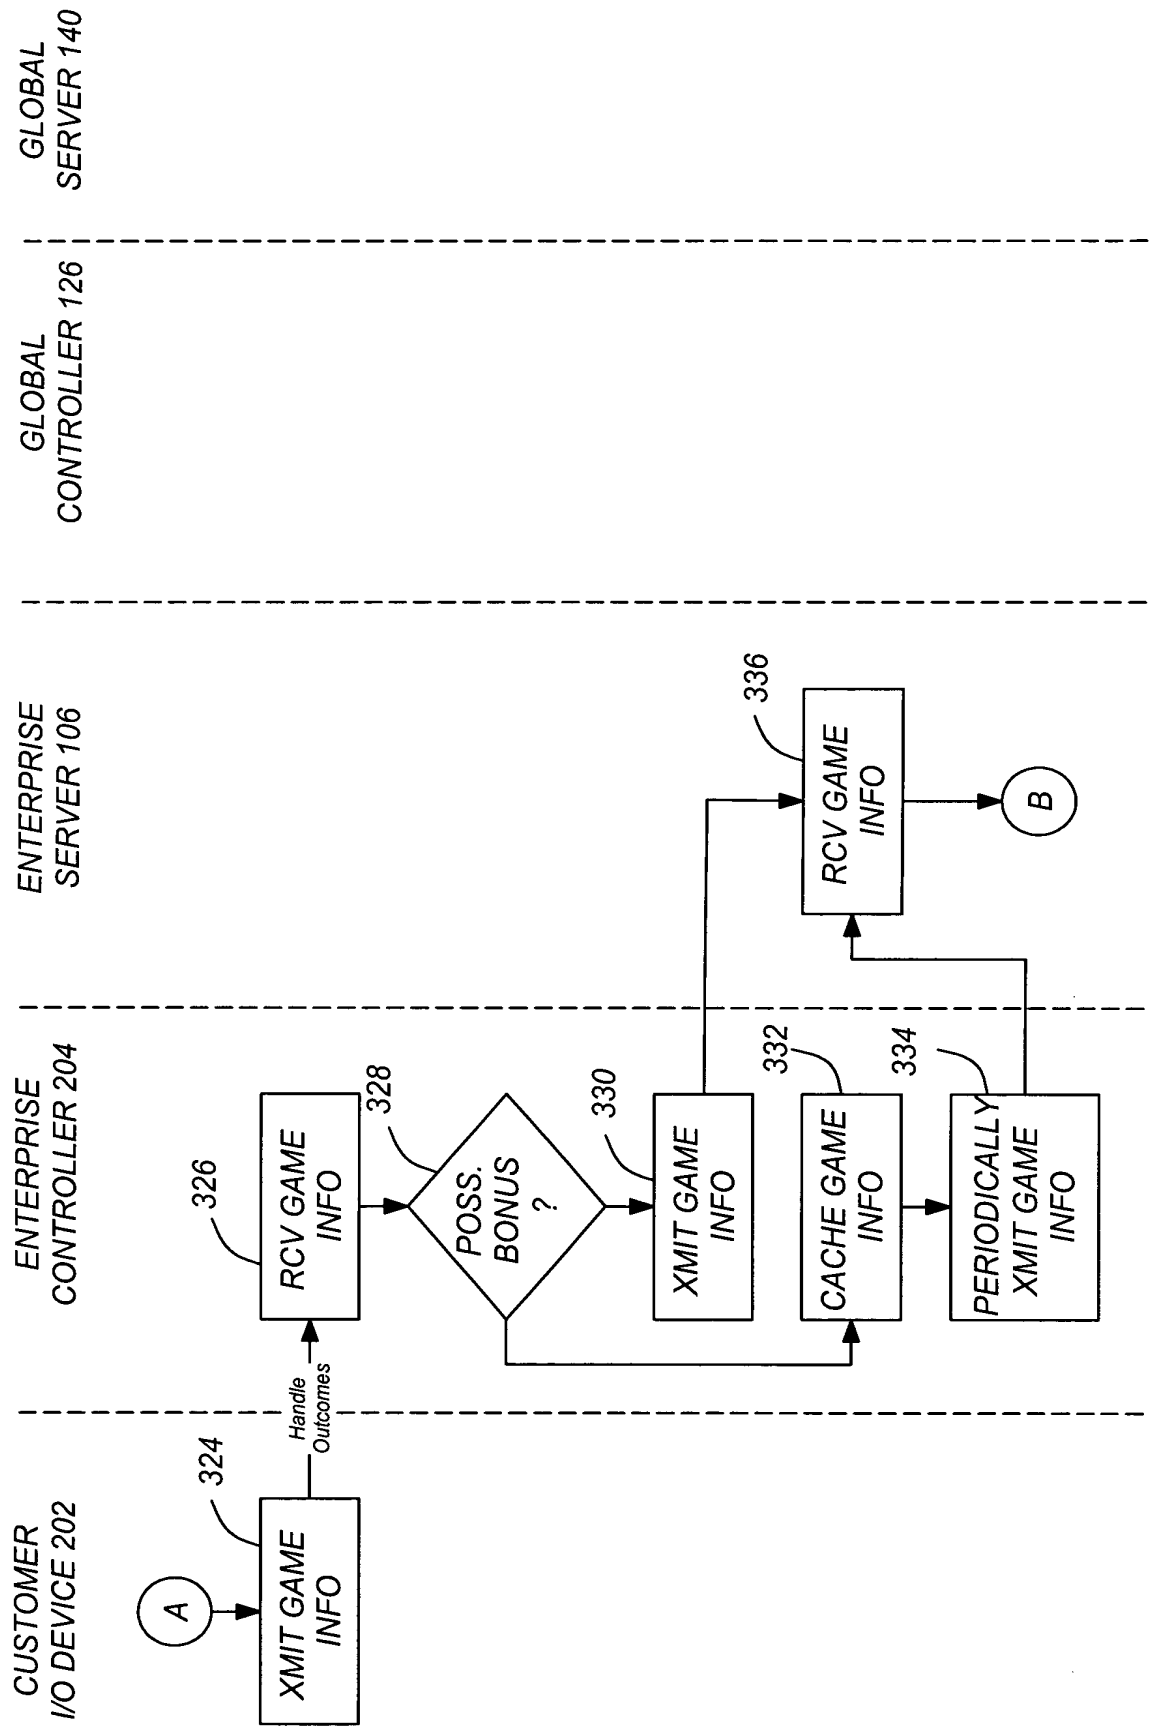 CUSTOMER
I/O DEVICE 202
ENTERPRISE
CONTROLLER 204
ENTERPRISE
SERVER 106
GLOBAL
CONTROLLER 126
GLOBAL
SERVER 140
A
324
XMIT GAME
INFO
Handle
Outcomes
326
RCV GAME
INFO
328
POSS.
BONUS
?
330
XMIT GAME
INFO
332
CACHE GAME
INFO
334
PERIODICALLY
XMIT GAME
INFO
336
RCV GAME
INFO
B